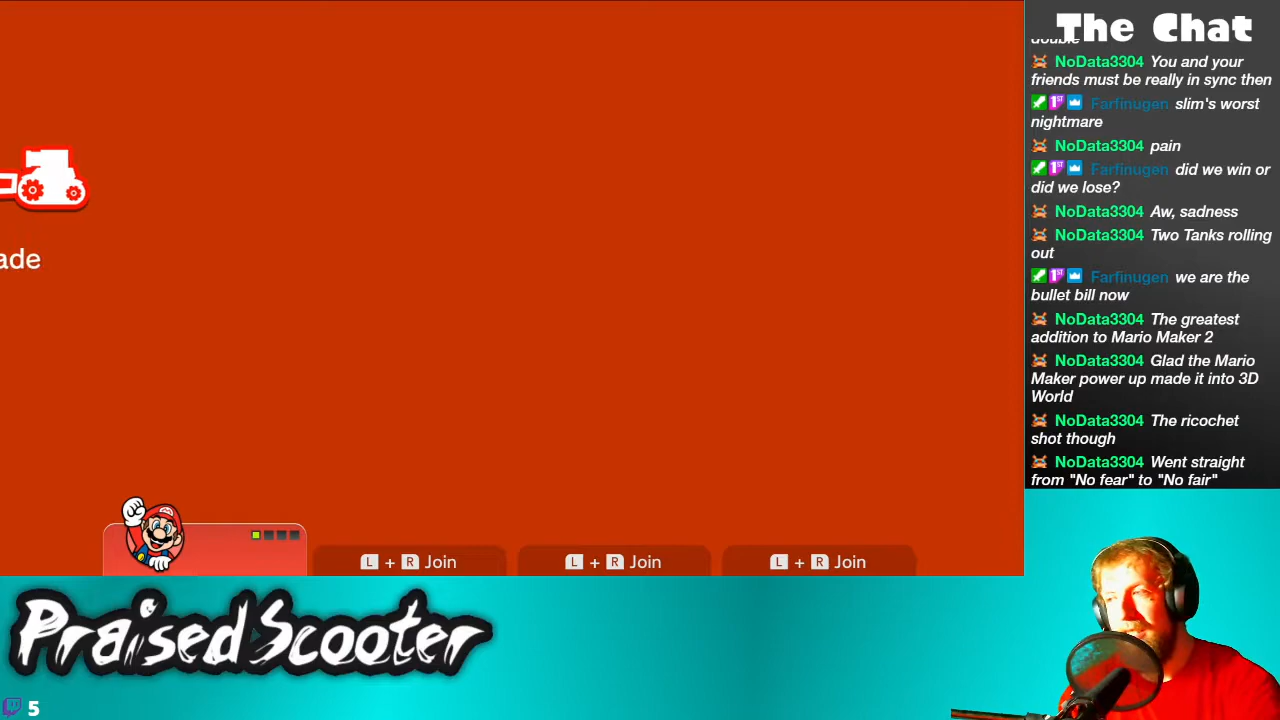 The Chat
double
NoData3304 You and your
friends must be really in sync then
1ST Farfinugen slim's worst
nightmare
NoData3304 pain
1ST Farfinugen did we win or
did we lose?
NoData3304 Aw, sadness
NoData3304 Two Tanks rolling
out
1ST Farfinugen we are the
bullet bill now
NoData3304 The greatest
addition to Mario Maker 2
NoData3304 Glad the Mario
Maker power up made it into 3D
World
NoData3304 The ricochet
shot though
NoData3304 Went straight
from "No fear" to "No fair"
ade
L + R Join
L + R Join
L + R Join
PraisedScooter
5